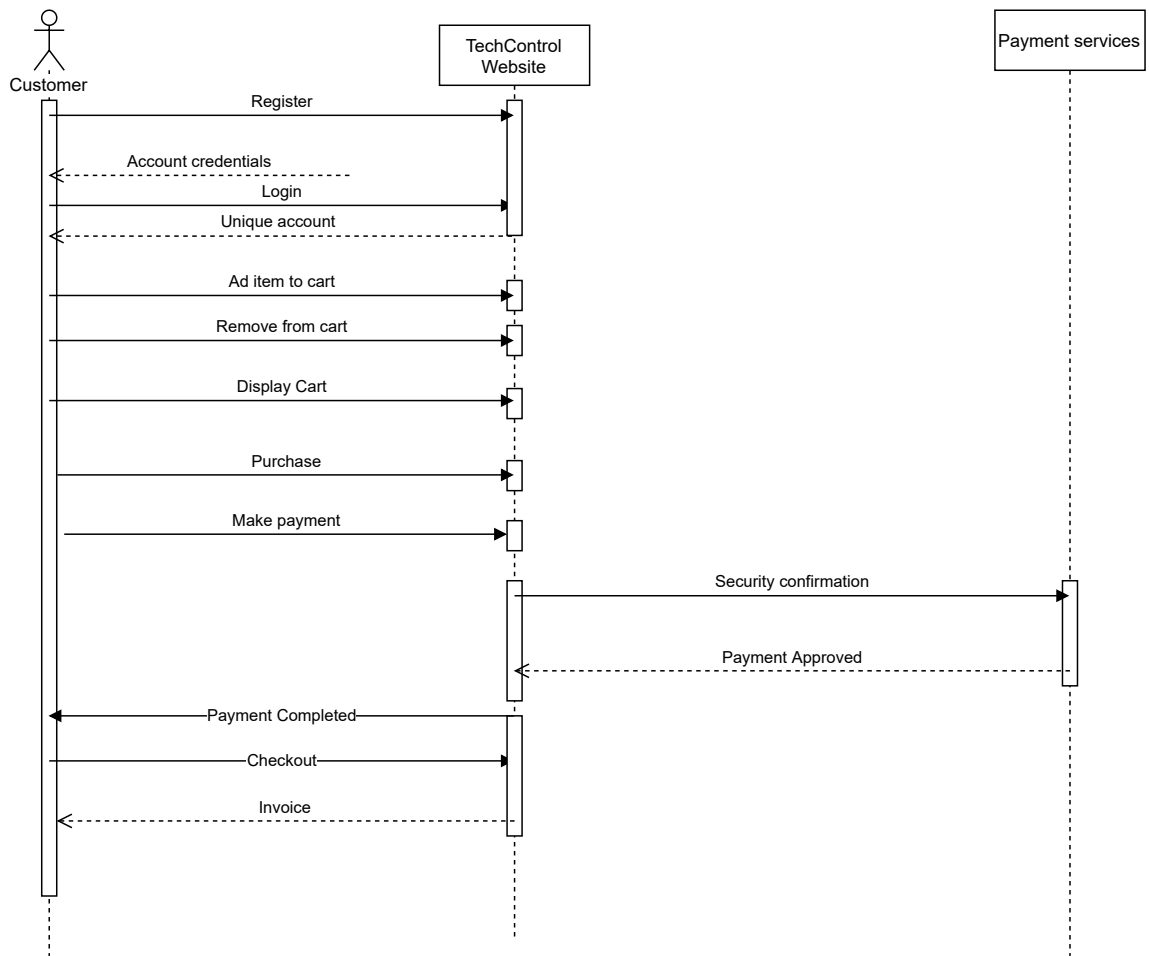 Customer
TechControl
Website
Payment services
Register
Account credentials
Login
Unique account
Ad item to cart
Remove from cart
Display Cart
Purchase
Make payment
Security confirmation
Payment Approved
Payment Completed
Checkout
Invoice